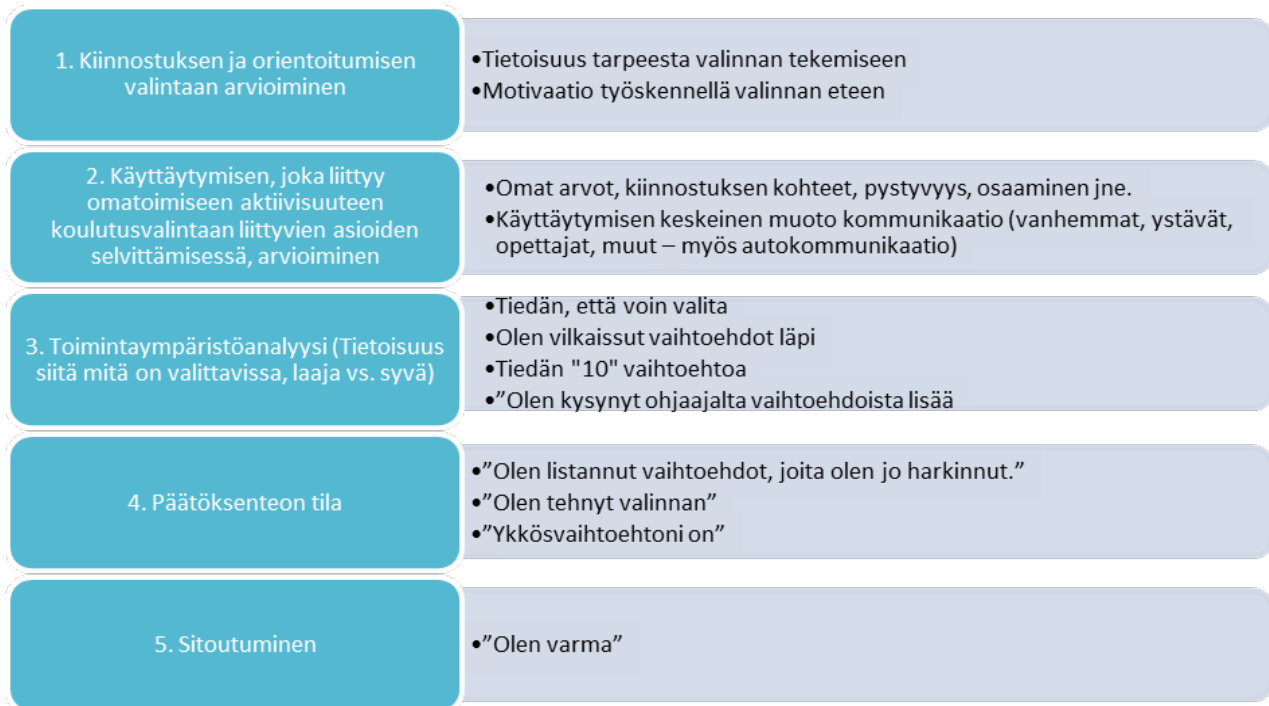 1. Kiinnostuksen ja orientoitumisen
valintaan arvioiminen
•Tietoisuus tarpeesta valinnan tekemiseen
•Motivaatio työskennellä valinnan eteen
2. Käyttäytymisen, joka liittyy
omatoimiseen aktiivisuuteen
koulutusvalintaan liittyvien asioiden
selvittämisessä, arvioiminen
•Omat arvot, kiinnostuksen kohteet, pystyvyys, osaaminen jne.
•Käyttäytymisen keskeinen muoto kommunikaatio (vanhemmat, ystävät,
opettajat, muut – myös autokommunikaatio)
3. Toimintaympäristöanalyysi (Tietoisuus
siitä mitä on valittavissa, laaja vs. syvä)
•Tiedän, että voin valita
•Olen vilkaissut vaihtoehdot läpi
•Tiedän "10" vaihtoehtoa
•”Olen kysynyt ohjaajalta vaihtoehdoista lisää
4. Päätöksenteon tila
•”Olen listannut vaihtoehdot, joita olen jo harkinnut.”
•”Olen tehnyt valinnan”
•”Ykkösvaihtoehtoni on”
5. Sitoutuminen
•”Olen varma”